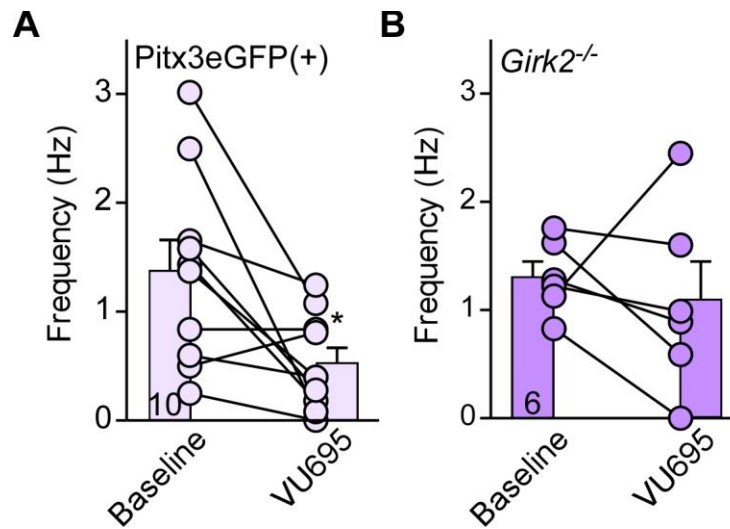 A
Pitx3eGFP(+)
Frequency (Hz)
3
2
1
0
10
*
Baseline
VU695
B
Girk2-/-
Frequency (Hz)
3
2
1
0
6
Baseline
VU695